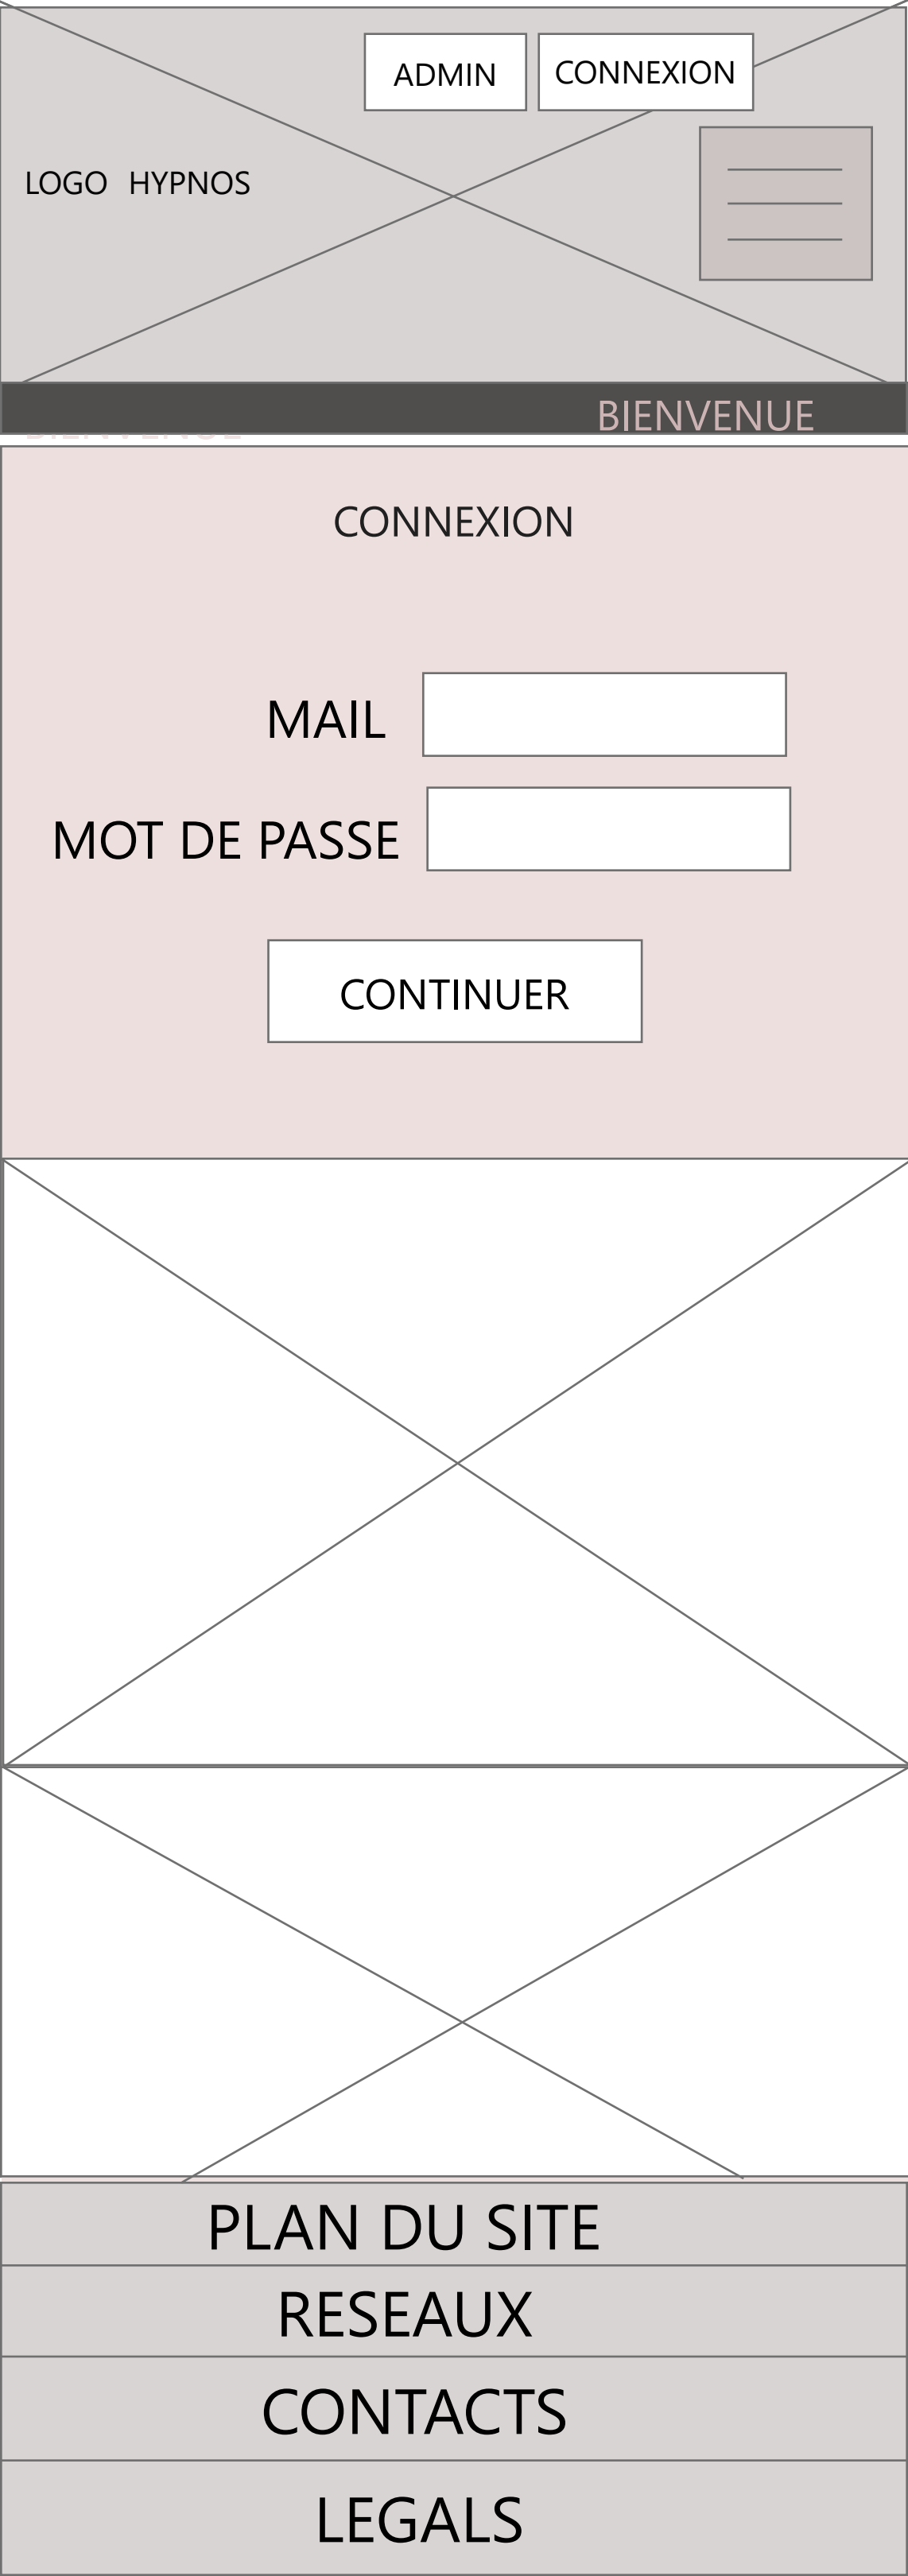 ADMIN
CONNEXION
LOGO HYPNOS
BIENVENUE
CONNEXION
MAIL
MOT DE PASSE
CONTINUER
PLAN DU SITE
RESEAUX
CONTACTS
LEGALS